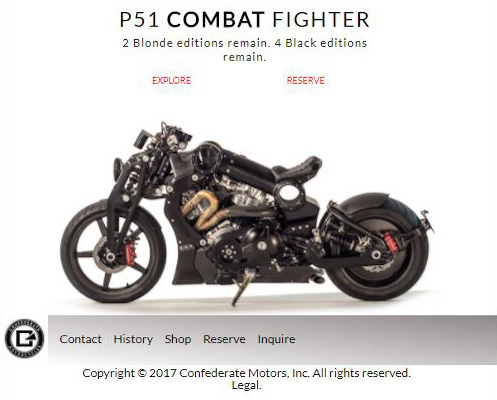 P51 COMBAT FIGHTER
2 Blonde editions remain. 4 Black editions
remain.
EXPLORE RESERVE
Contact History Shop Reserve Inquire
Copyright © 2017 Confederate Motors, Inc. All rights reserved.
Legal.